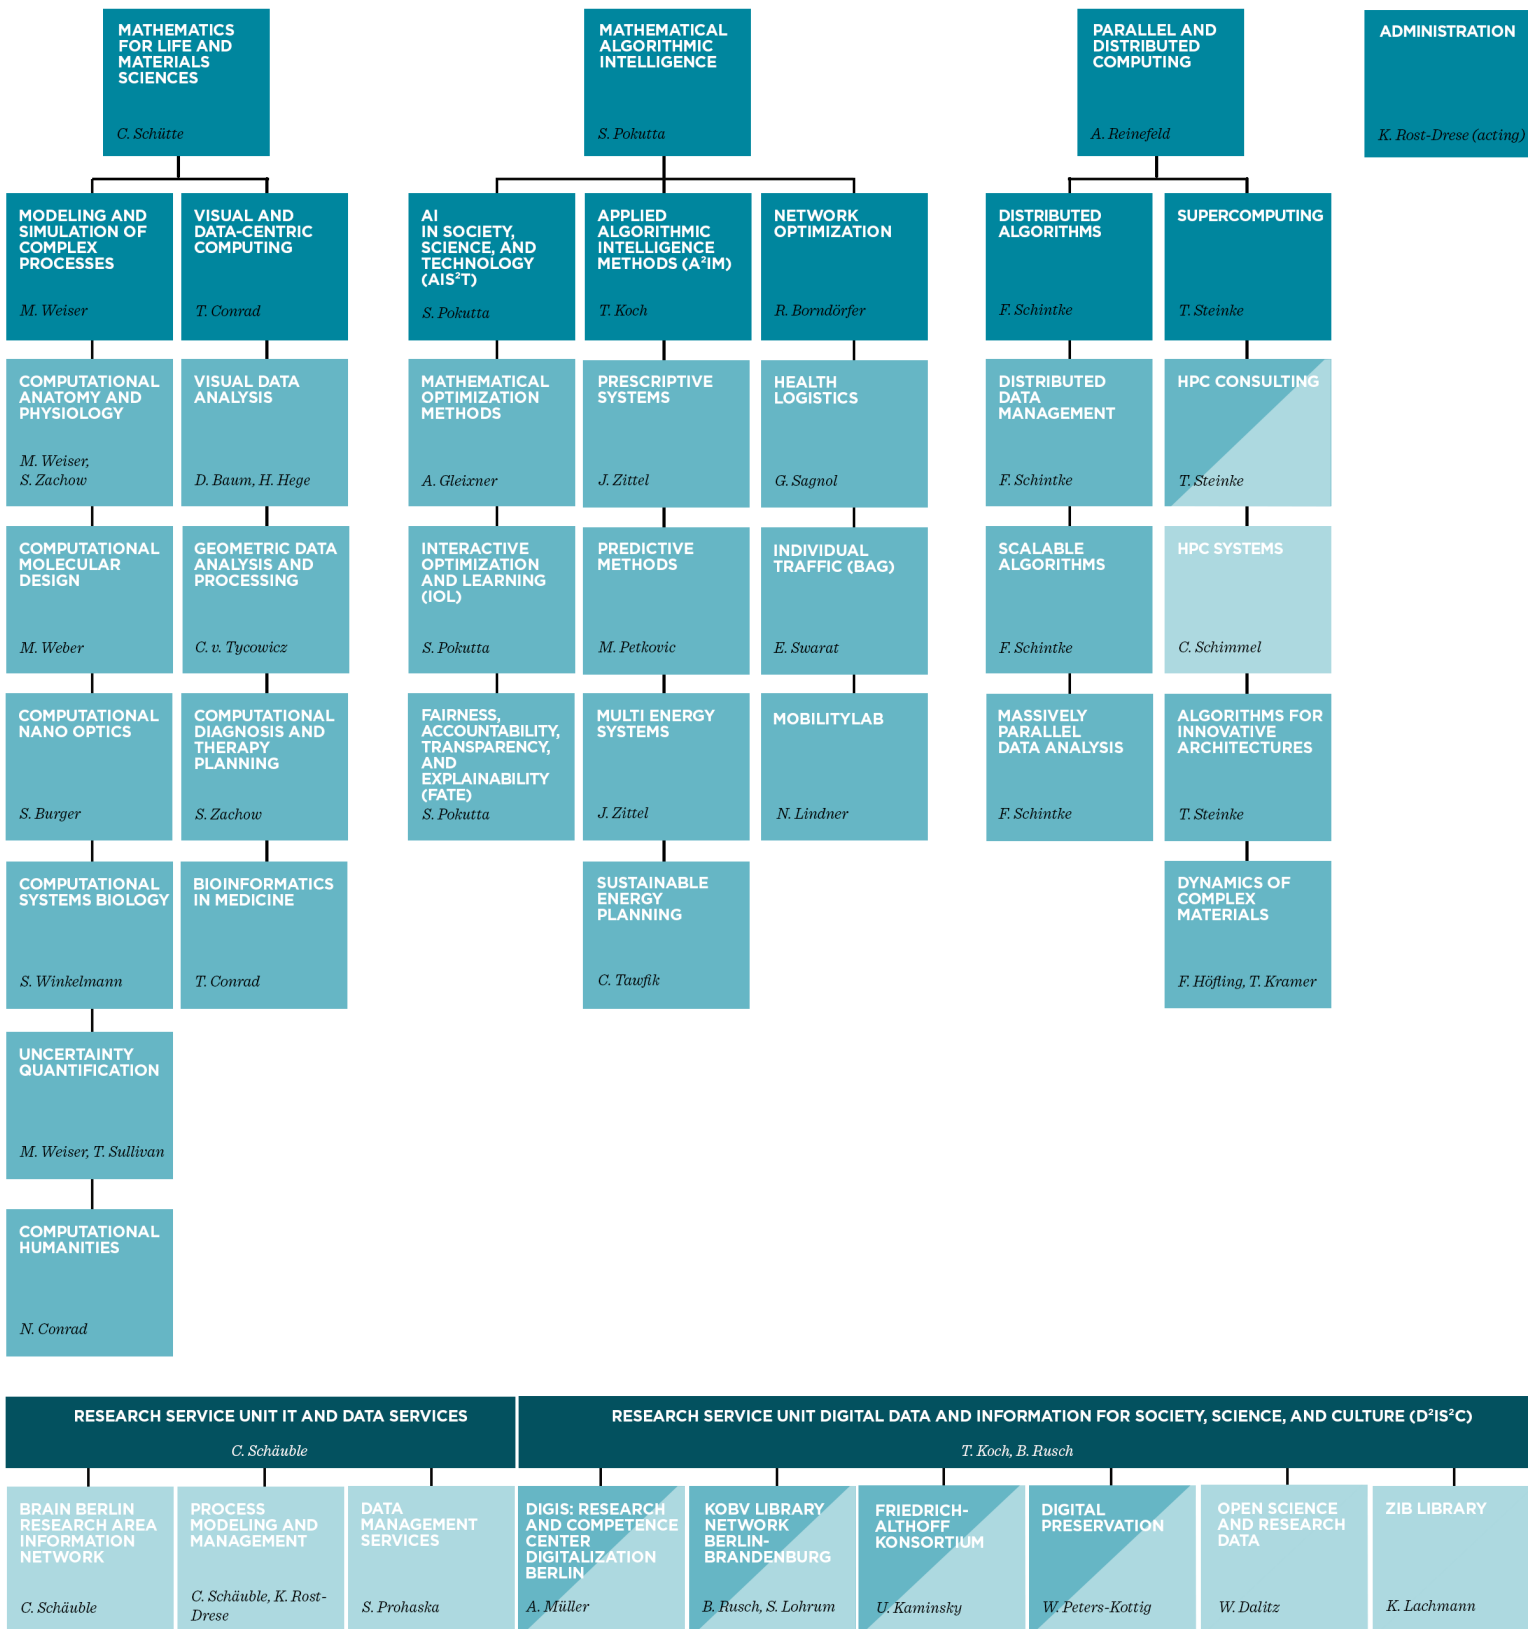 MATHEMATICS
FOR LIFE AND
MATERIALS
SCIENCES
C. Schütte
MATHEMATICAL
ALGORITHMIC
INTELLIGENCE
S. Pokutta
PARALLEL AND
DISTRIBUTED
COMPUTING
A. Reinefeld
ADMINISTRATION
K. Rost-Drese (acting)
MODELING AND
SIMULATION OF
COMPLEX
PROCESSES
M. Weiser
VISUAL AND
DATA-CENTRIC
COMPUTING
T. Conrad
AI
IN SOCIETY,
SCIENCE, AND
TECHNOLOGY
(AIS²T)
S. Pokutta
APPLIED
ALGORITHMIC
INTELLIGENCE
METHODS (A²IM)
T. Koch
NETWORK
OPTIMIZATION
R. Borndörfer
DISTRIBUTED
ALGORITHMS
F. Schintke
SUPERCOMPUTING
T. Steinke
COMPUTATIONAL
ANATOMY AND
PHYSIOLOGY
M. Weiser,
S. Zachow
VISUAL DATA
ANALYSIS
D. Baum, H. Hege
MATHEMATICAL
OPTIMIZATION
METHODS
A. Gleixner
PRESCRIPTIVE
SYSTEMS
J. Zittel
HEALTH
LOGISTICS
G. Sagnol
DISTRIBUTED
DATA
MANAGEMENT
F. Schintke
HPC CONSULTING
T. Steinke
COMPUTATIONAL
MOLECULAR
DESIGN
M. Weber
GEOMETRIC DATA
ANALYSIS AND
PROCESSING
C. v. Tycowicz
INTERACTIVE
OPTIMIZATION
AND LEARNING
(IOL)
S. Pokutta
PREDICTIVE
METHODS
M. Petkovic
INDIVIDUAL
TRAFFIC (BAG)
E. Swarat
SCALABLE
ALGORITHMS
F. Schintke
HPC SYSTEMS
C. Schimmel
COMPUTATIONAL
NANO OPTICS
S. Burger
COMPUTATIONAL
DIAGNOSIS AND
THERAPY
PLANNING
S. Zachow
FAIRNESS,
ACCOUNTABILITY,
TRANSPARENCY,
AND
EXPLAINABILITY
(FATE)
S. Pokutta
MULTI ENERGY
SYSTEMS
J. Zittel
MOBILITYLAB
N. Lindner
MASSIVELY
PARALLEL
DATA ANALYSIS
F. Schintke
ALGORITHMS FOR
INNOVATIVE
ARCHITECTURES
T. Steinke
COMPUTATIONAL
SYSTEMS BIOLOGY
S. Winkelmann
BIOINFORMATICS
IN MEDICINE
T. Conrad
SUSTAINABLE
ENERGY
PLANNING
C. Tawfik
DYNAMICS OF
COMPLEX
MATERIALS
F. Höfling, T. Kramer
UNCERTAINTY
QUANTIFICATION
M. Weiser, T. Sullivan
COMPUTATIONAL
HUMANITIES
N. Conrad
RESEARCH SERVICE UNIT IT AND DATA SERVICES
C. Schäuble
RESEARCH SERVICE UNIT DIGITAL DATA AND INFORMATION FOR SOCIETY, SCIENCE, AND CULTURE (D²IS²C)
T. Koch, B. Rusch
BRAIN BERLIN
RESEARCH AREA
INFORMATION
NETWORK
C. Schäuble
PROCESS
MODELING AND
MANAGEMENT
C. Schäuble, K. Rost-
Drese
DATA
MANAGEMENT
SERVICES
S. Prohaska
DIGIS: RESEARCH
AND COMPETENCE
CENTER
DIGITALIZATION
BERLIN
A. Müller
KOBV LIBRARY
NETWORK
BERLIN-
BRANDENBURG
B. Rusch, S. Lohrum
FRIEDRICH-
ALTHOFF
KONSORTIUM
U. Kaminsky
DIGITAL
PRESERVATION
W. Peters-Kottig
OPEN SCIENCE
AND RESEARCH
DATA
W. Dalitz
ZIB LIBRARY
K. Lachmann